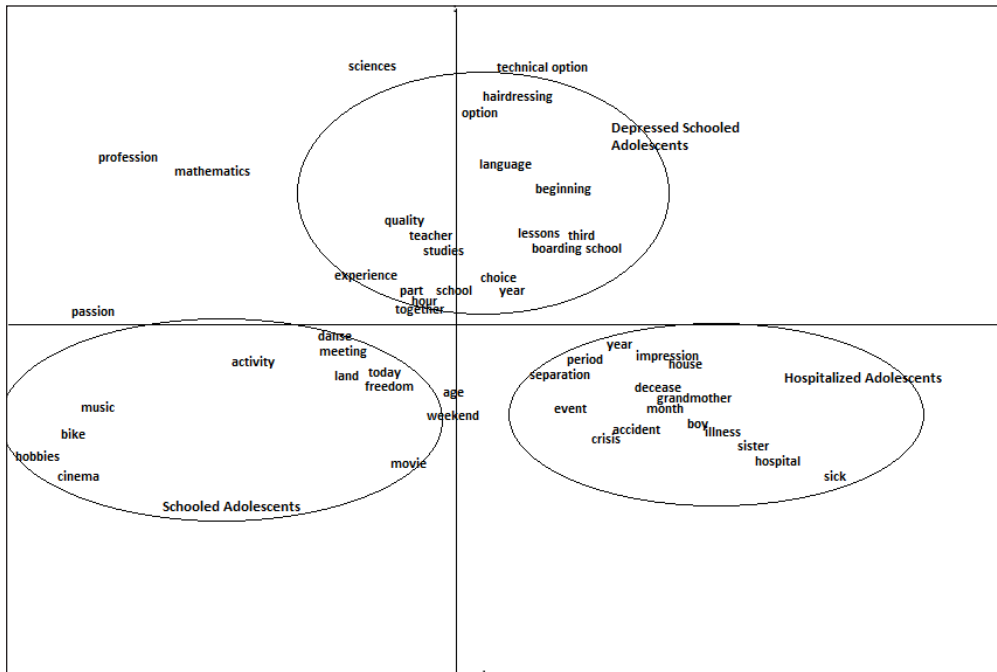 sciences
technical option
hairdressing
option
Depressed Schooled
Adolescents
profession
mathematics
language
beginning
quality
teacher
studies
lessons
third
boarding school
experience
choice
part
school
year
hour
together
passion
danse
meeting
activity
land
today
freedom
age
weekend
music
bike
hobbies
cinema
movie
Schooled Adolescents
year
period
impression
house
separation
Hospitalized Adolescents
decease
grandmother
event
month
accident
boy
illness
crisis
sister
hospital
sick